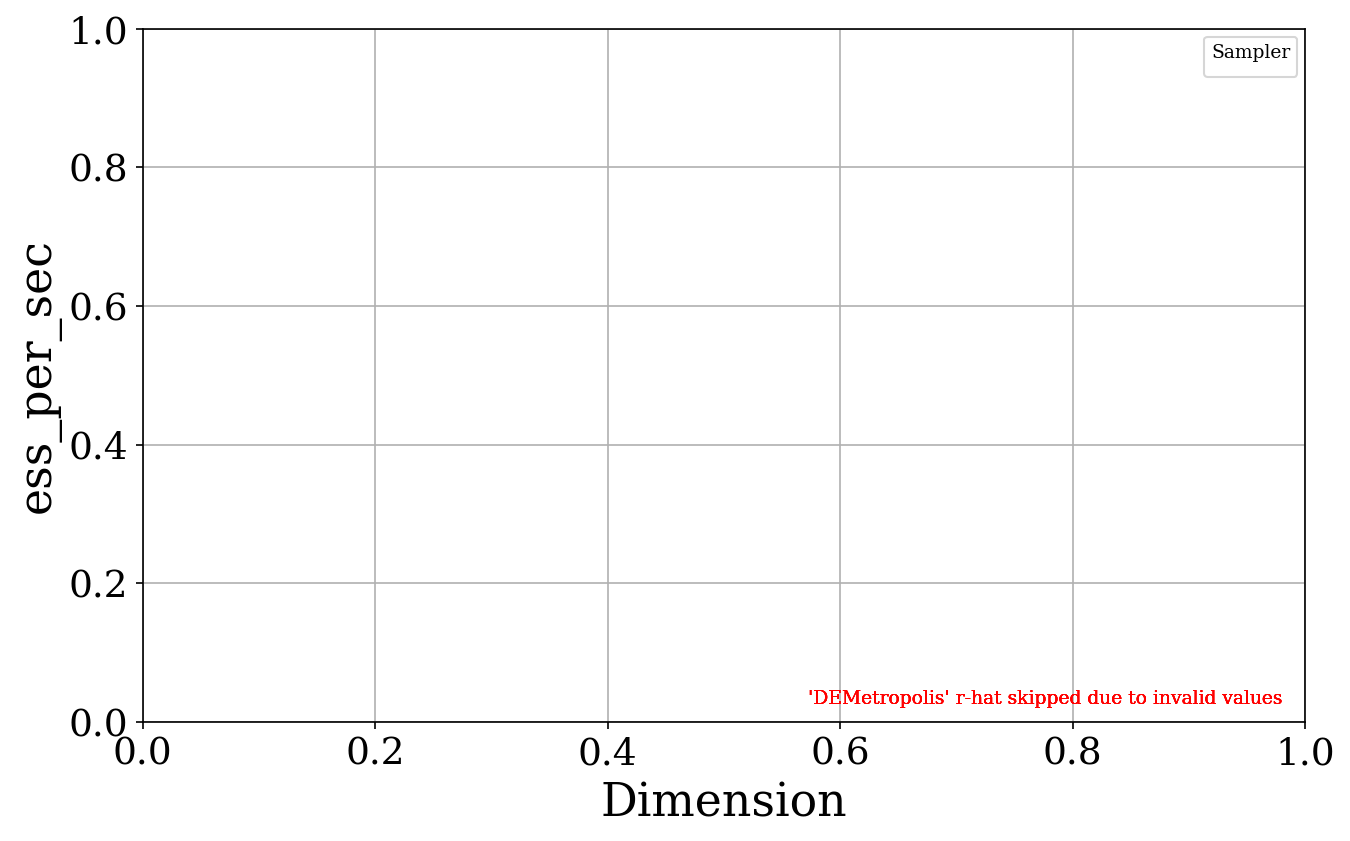 1.0
0.8
0.6
0.4
0.2
0.0
ess_per_sec
Sampler
'DEMetropolis' r-hat skipped due to invalid values
0.0 0.2 0.4 0.6 0.8 1.0
Dimension